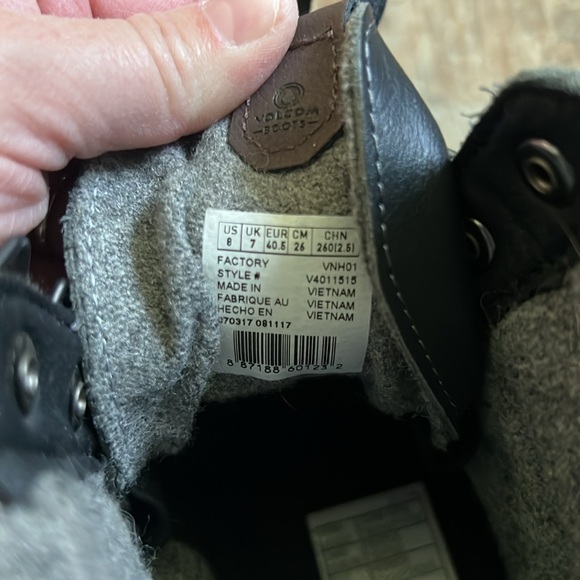 VOLCOM
BOOTS
US UK EUR CM CHN
8 7 40.5 26 260(2.5)
FACTORY VNH01
STYLE # V4011515
MADE IN VIETNAM
FABRIQUE AU VIETNAM
HECHO EN VIETNAM
070317 081117
8 87188 60123 2